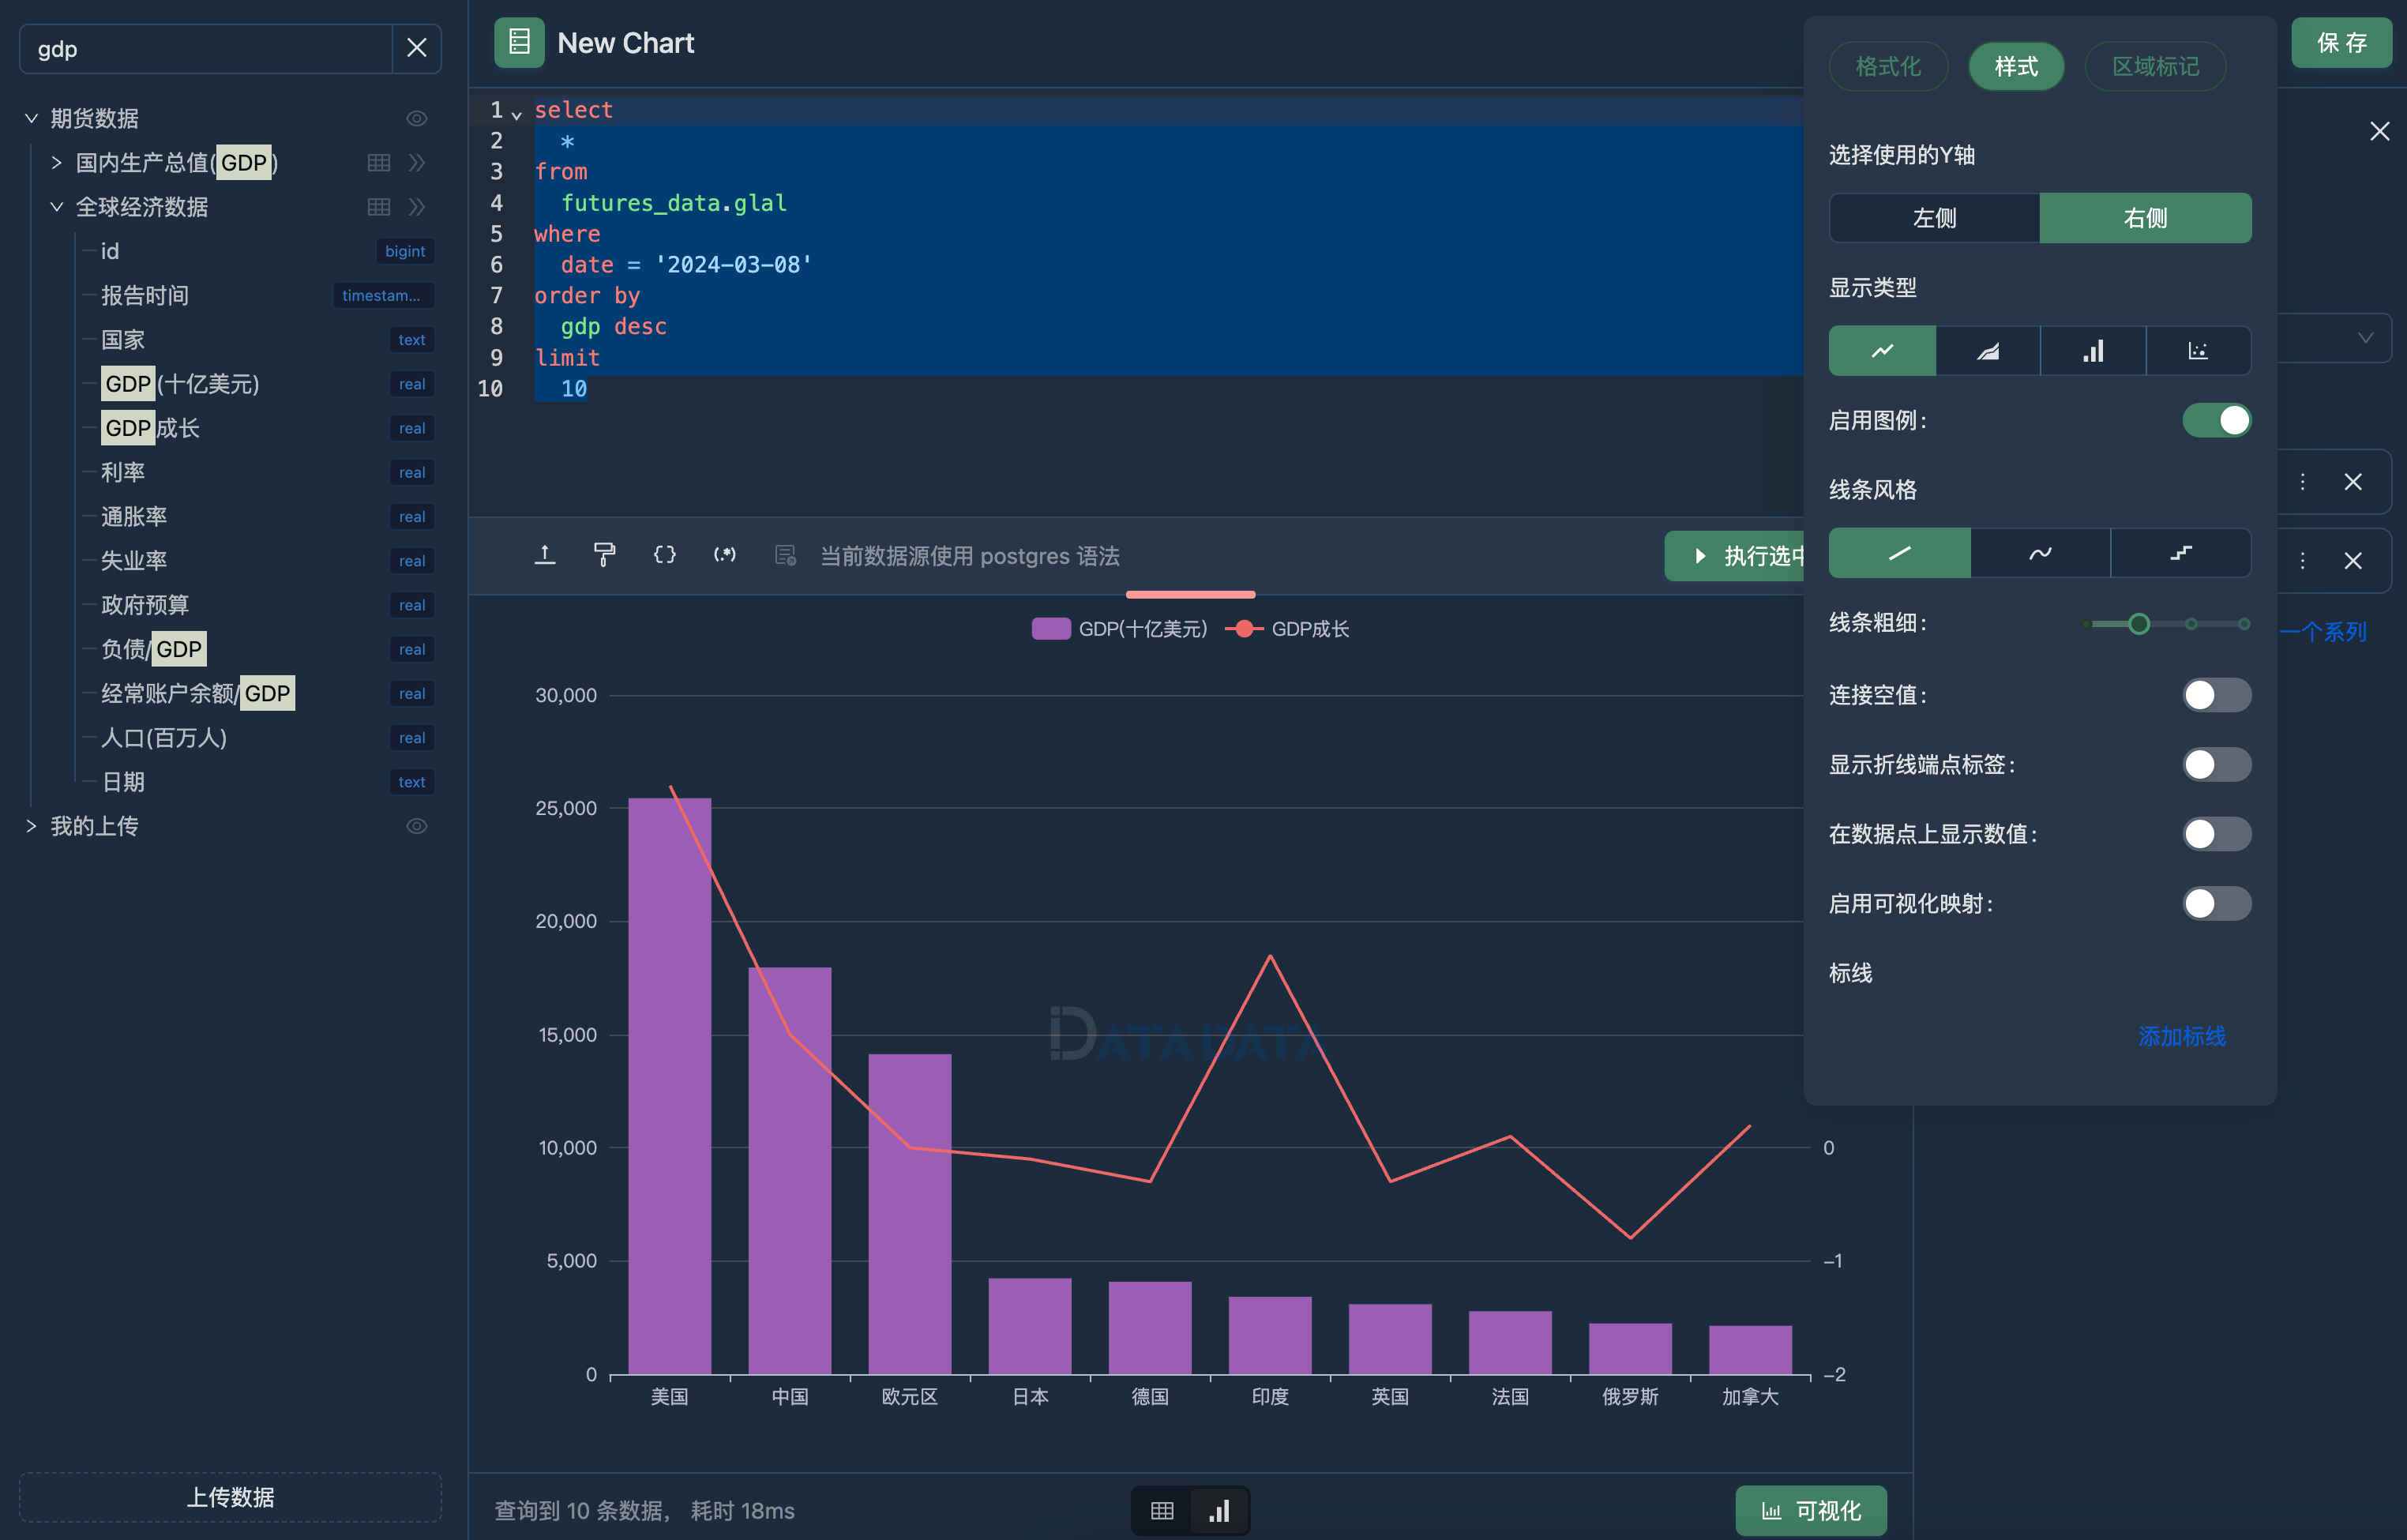 gdp
期货数据
国内生产总值(GDP)
全球经济数据
id bigint
报告时间 timestam...
国家 text
GDP(十亿美元) real
GDP成长 real
利率 real
通胀率 real
失业率 real
政府预算 real
负债/GDP real
经常账户余额/GDP real
人口(百万人) real
日期 text
我的上传
上传数据
New Chart
1 select
2 *
3 from
4 futures_data.glal
5 where
6 date = '2024-03-08'
7 order by
8 gdp desc
9 limit
10 10
{} (.*) 当前数据源使用 postgres 语法
执行选中
GDP(十亿美元) GDP成长
30,000
25,000
20,000
15,000
10,000
5,000
0
0
-1
-2
DATA DATA
美国 中国 欧元区 日本 德国 印度 英国 法国 俄罗斯 加拿大
查询到 10 条数据， 耗时 18ms
可视化
格式化 样式 区域标记
保 存
选择使用的Y轴
左侧 右侧
显示类型
启用图例:
线条风格
线条粗细:
一个系列
连接空值:
显示折线端点标签:
在数据点上显示数值:
启用可视化映射:
标线
添加标线